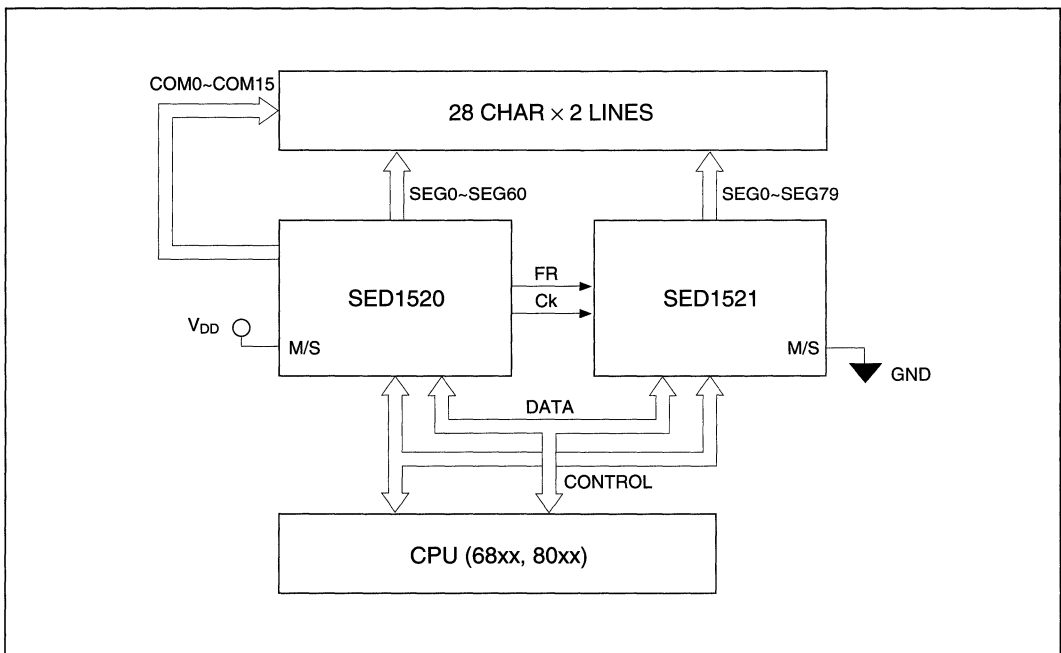 COM0~COM15
28 CHAR × 2 LINES
SEG0~SEG60
SEG0~SEG79
SED1520
FR
Ck
SED1521
VDD
M/S
M/S
GND
DATA
CONTROL
CPU (68xx, 80xx)